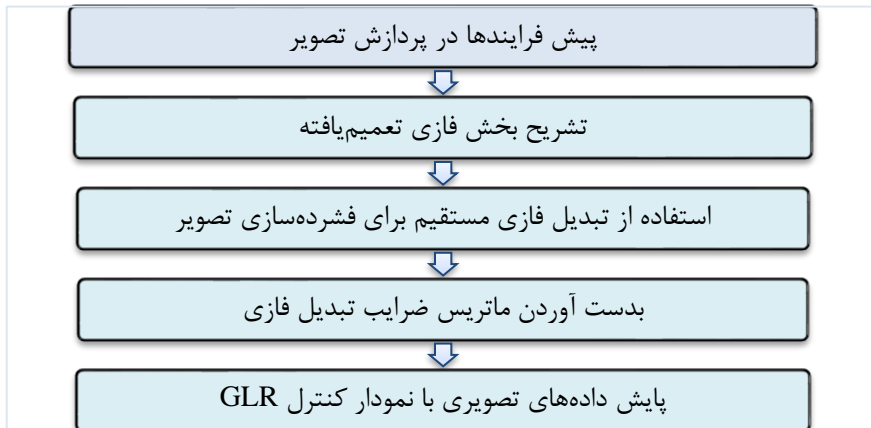 پیش فرایندها در پردازش تصویر
تشریح بخش فازی تعمیم‌یافته
استفاده از تبدیل فازی مستقیم برای فشرده‌سازی تصویر
بدست آوردن ماتریس ضرایب تبدیل فازی
پایش داده‌های تصویری با نمودار کنترل GLR